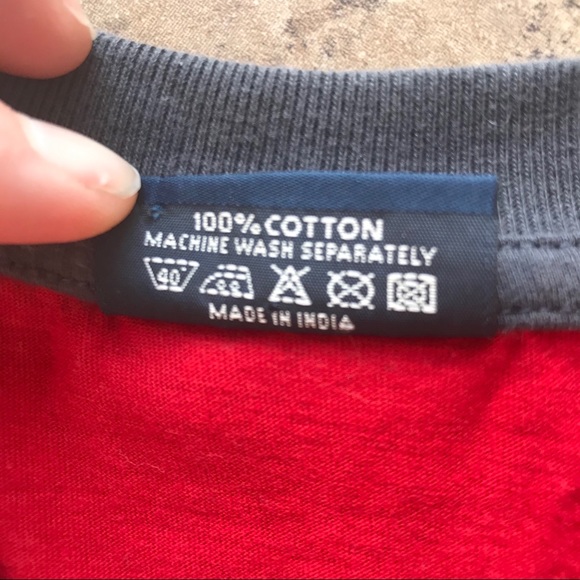 100% COTTON
MACHINE WASH SEPARATELY
40
MADE IN INDIA